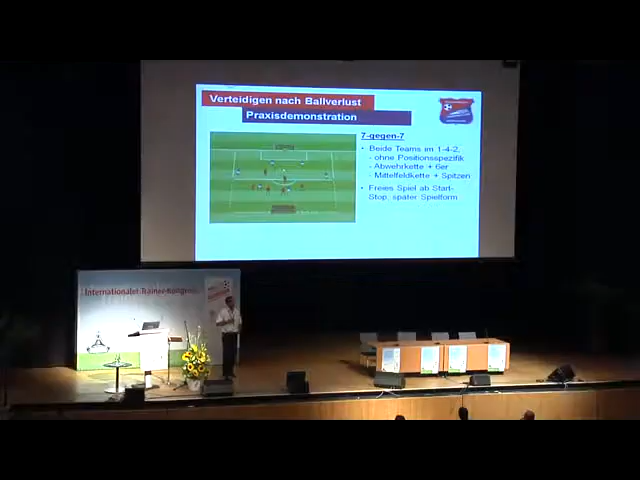 Verteidigen nach Ballverlust
Praxisdemonstration
7-gegen-7
• Beide Teams im 1-4-2,
- ohne Positionsspezifik
- Abwehrkette + 6er
- Mittelfeldkette + Spitzen
• Freies Spiel ab Start-
Stop, später Spielform
Internationaler Trainer-Kongress